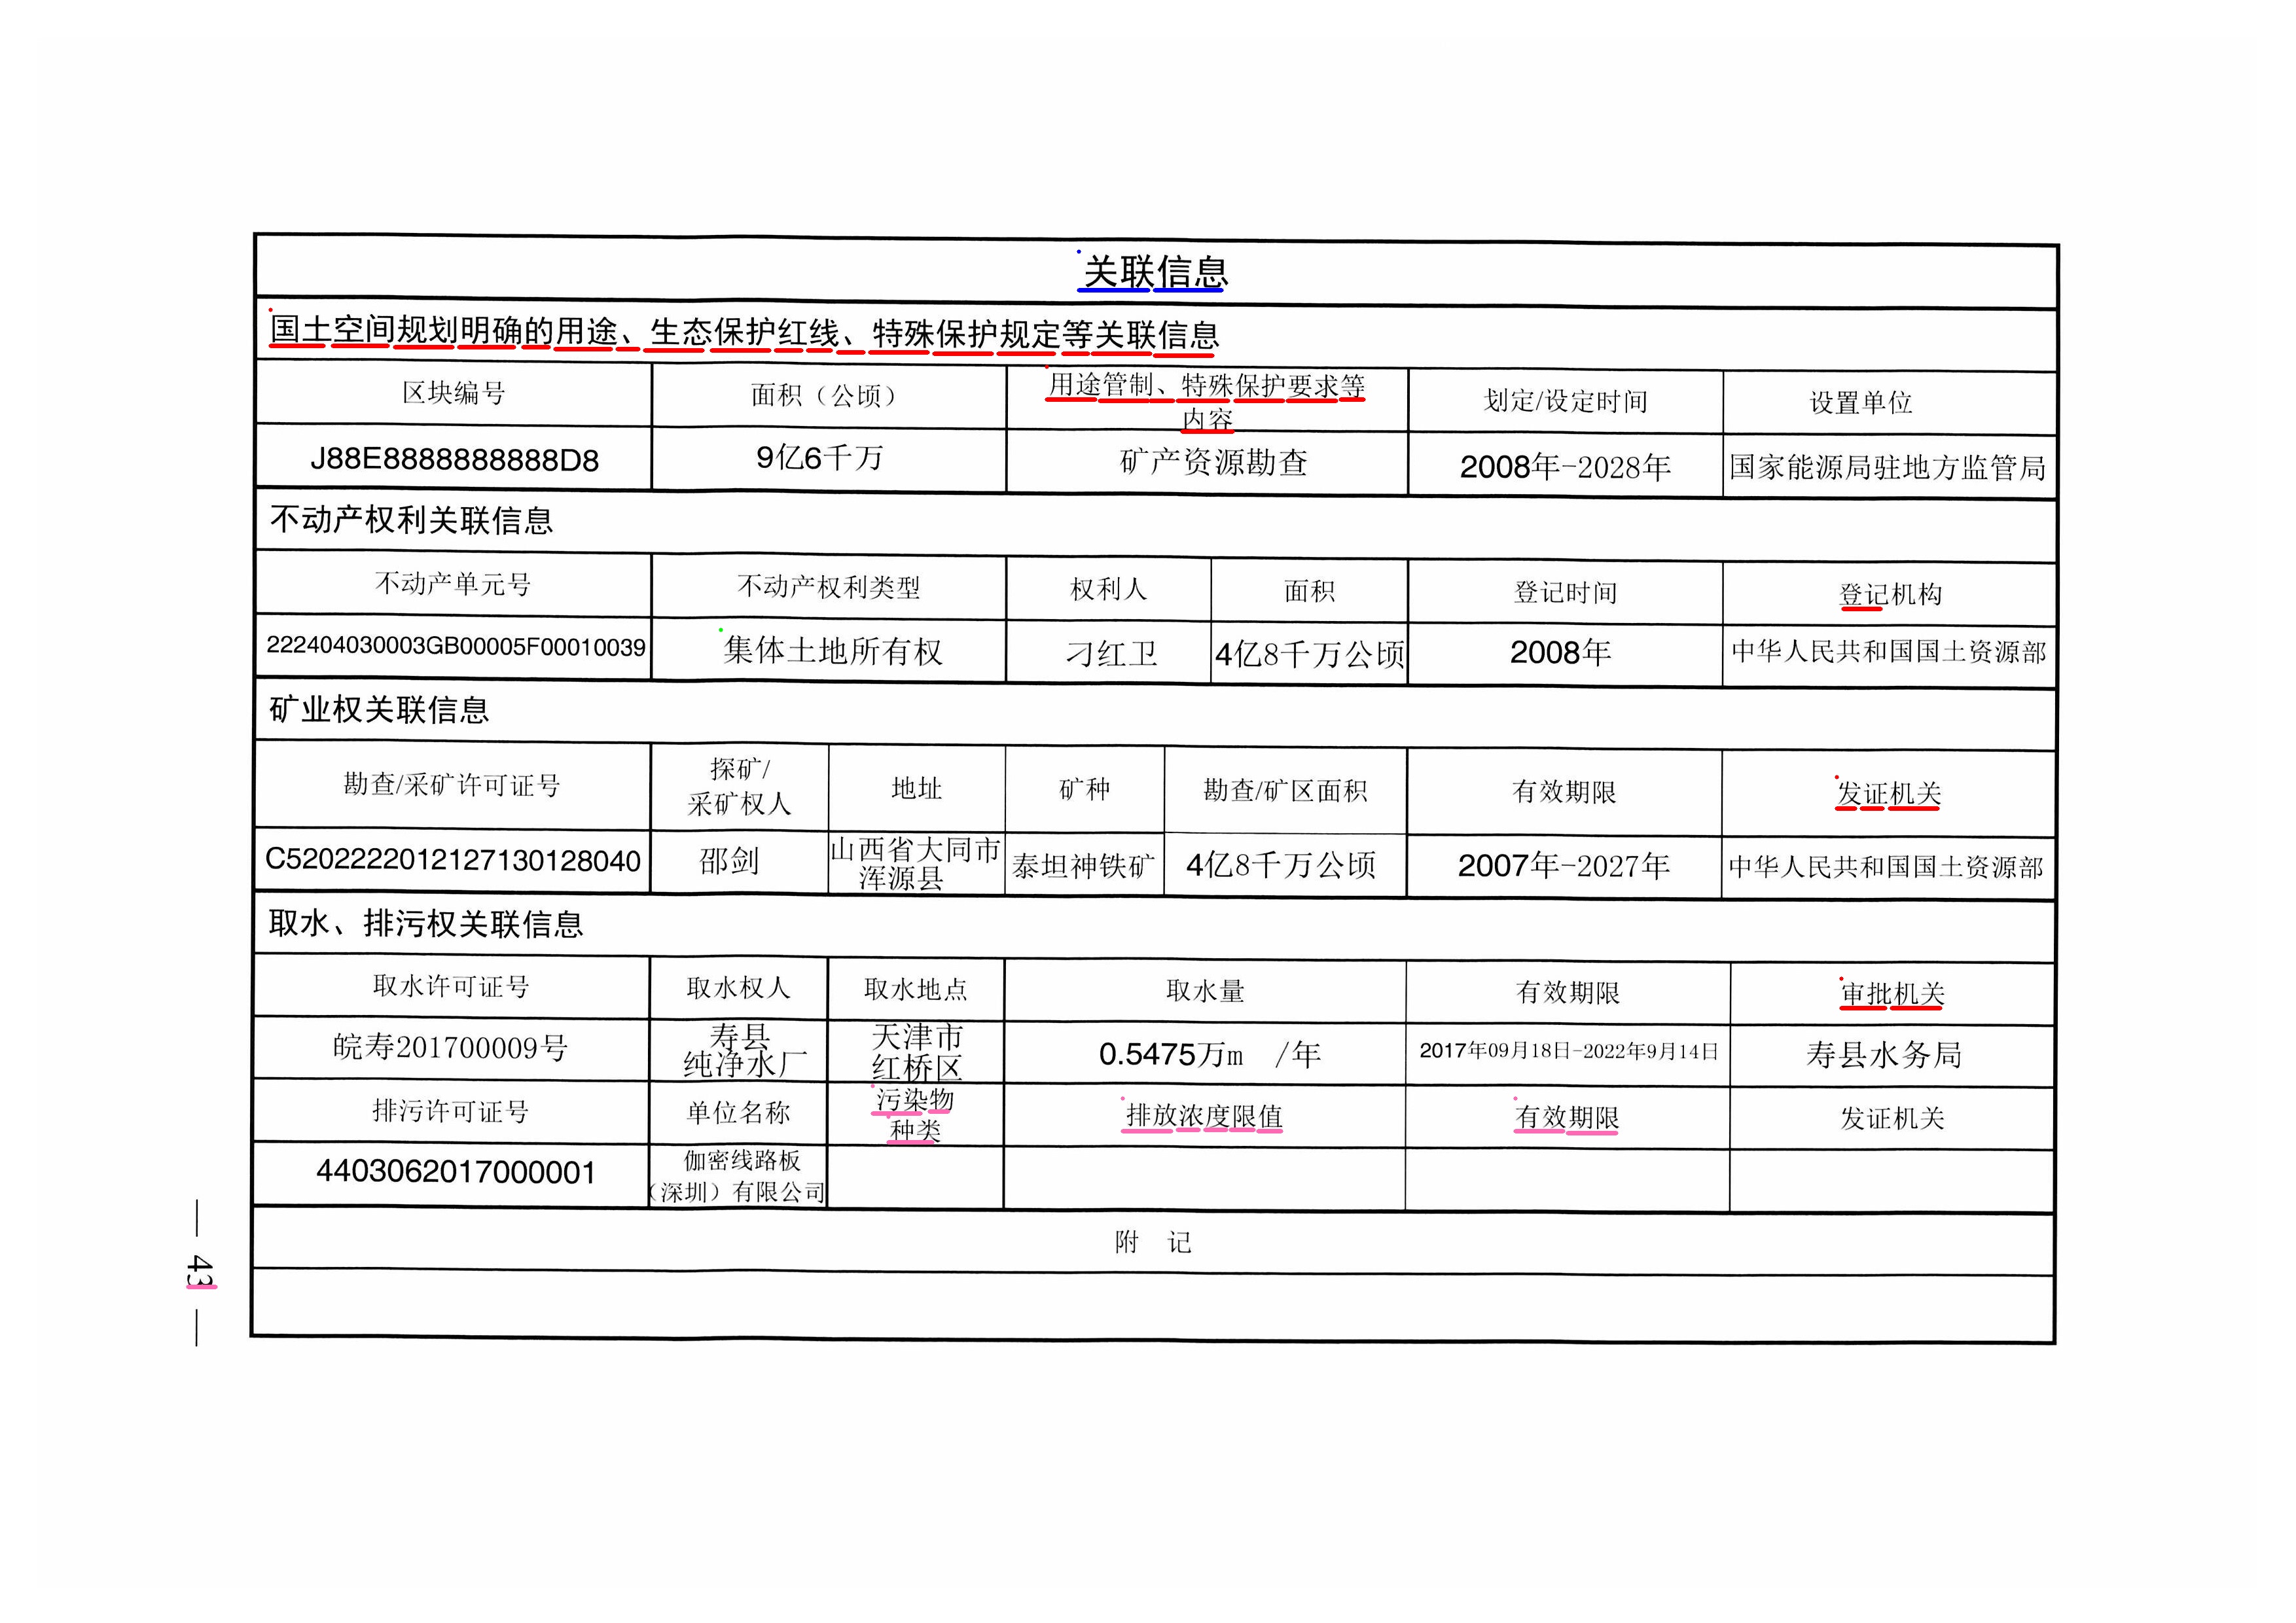 关联信息
国土空间规划明确的用途、生态保护红线、特殊保护规定等关联信息
区块编号 面积（公顷） 用途管制、特殊保护要求等 划定/设定时间 设置单位
内容
J88E8888888888D8 9亿6千万 矿产资源勘查 2008年-2028年 国家能源局驻地方监管局
不动产权利关联信息
不动产单元号 不动产权利类型 权利人 面积 登记时间 登记机构
222404030003GB00005F00010039 集体土地所有权 刁红卫 4亿8千万公顷 2008年 中华人民共和国国土资源部
矿业权关联信息
勘查/采矿许可证号 探矿/ 地址 矿种 勘查/矿区面积 有效期限 发证机关
采矿权人
C5202222012127130128040 邵剑 山西省大同市 泰坦神铁矿 4亿8千万公顷 2007年-2027年 中华人民共和国国土资源部
浑源县
取水、排污权关联信息
取水许可证号 取水权人 取水地点 取水量 有效期限 审批机关
皖寿201700009号 寿县 天津市 0.5475万m /年 2017年09月18日-2022年9月14日 寿县水务局
纯净水厂 红桥区
排污许可证号 单位名称 污染物 排放浓度限值 有效期限 发证机关
种类
4403062017000001 伽密线路板
（深圳）有限公司
附 记
— 43 —